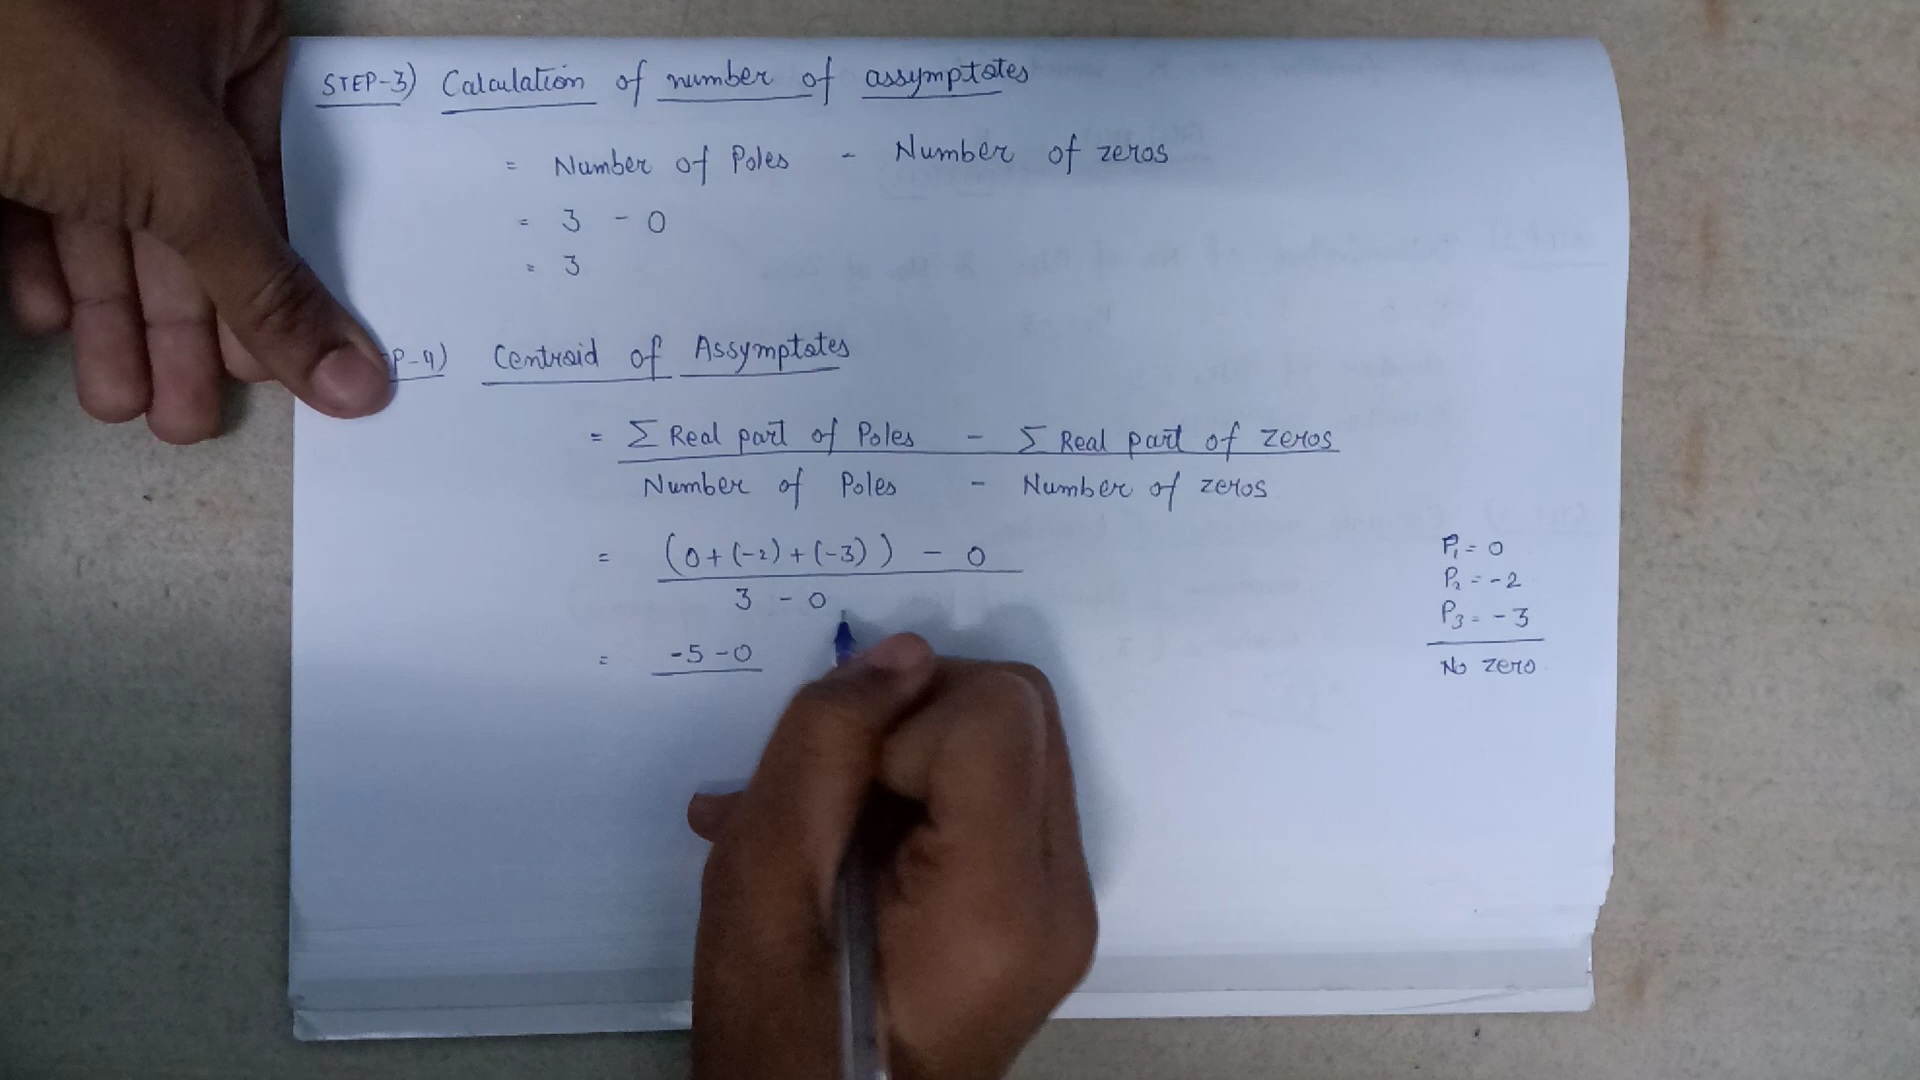 STEP-3) Calculation of number of assymptotes
= Number of Poles - Number of zeros
= 3 - 0
= 3
P-4) Centroid of Assymptotes
= Σ Real part of Poles - Σ Real part of zeros
Number of Poles - Number of zeros
= (0+(-2)+(-3)) - 0
3 - 0
= -5-0
P1 = 0
P2 = -2
P3 = -3
No zero